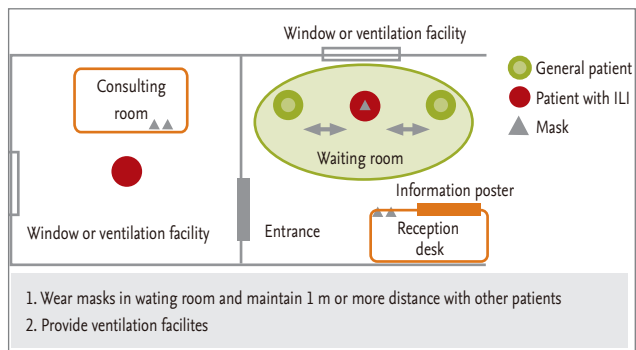 Window or ventilation facility
General patient
Patient with ILI
Mask
Consulting
room
Waiting room
Information poster
Window or ventilation facility
Entrance
Reception
desk
1. Wear masks in wating room and maintain 1 m or more distance with other patients
2. Provide ventilation facilites